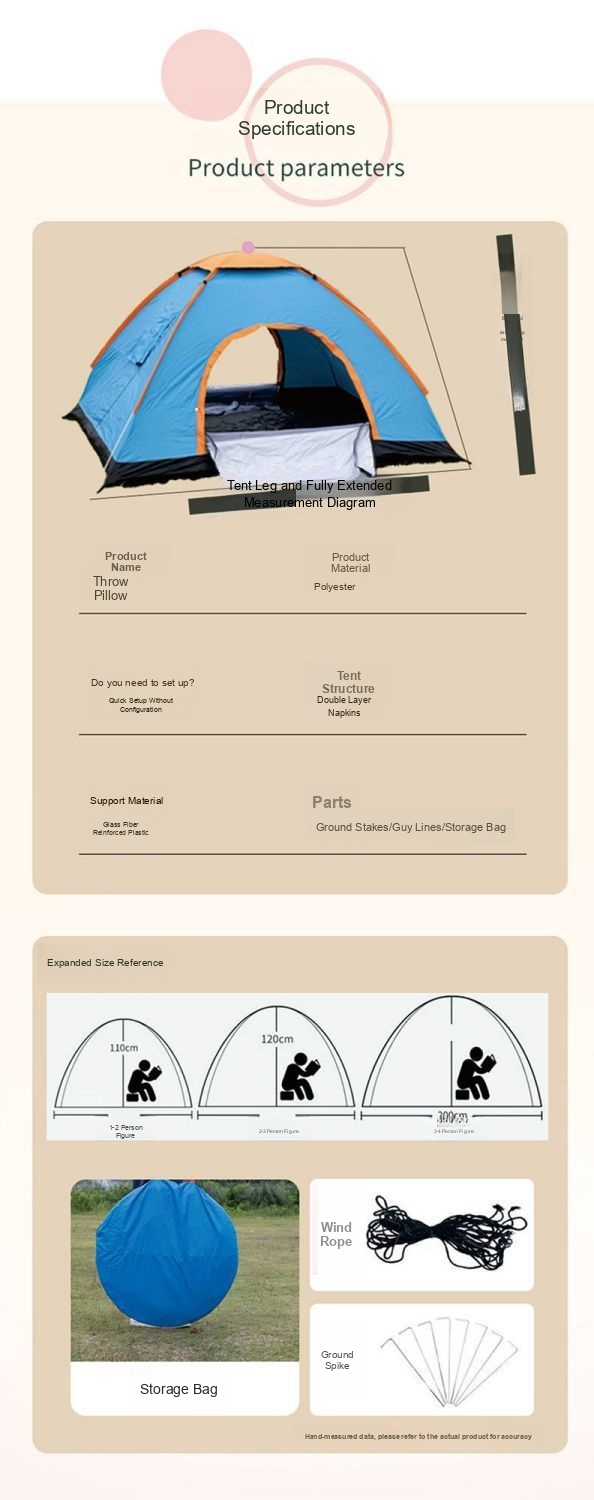 Product
Specifications
Product parameters
Tent Leg and Fully Extended
Measurement Diagram
Product
Name
Throw
Pillow
Product
Material
Polyester
Do you need to set up?
Quick Setup Without
Configuration
Tent
Structure
Double Layer
Napkins
Support Material
Glass Fiber
Reinforced Plastic
Parts
Ground Stakes/Guy Lines/Storage Bag
Expanded Size Reference
110cm
120cm
1-2 Person
Figure
2-3 Person Figure
200cm
3-4 Person Figure
Wind
Rope
Ground
Spike
Storage Bag
Hand-measured data, please refer to the actual product for accuracy